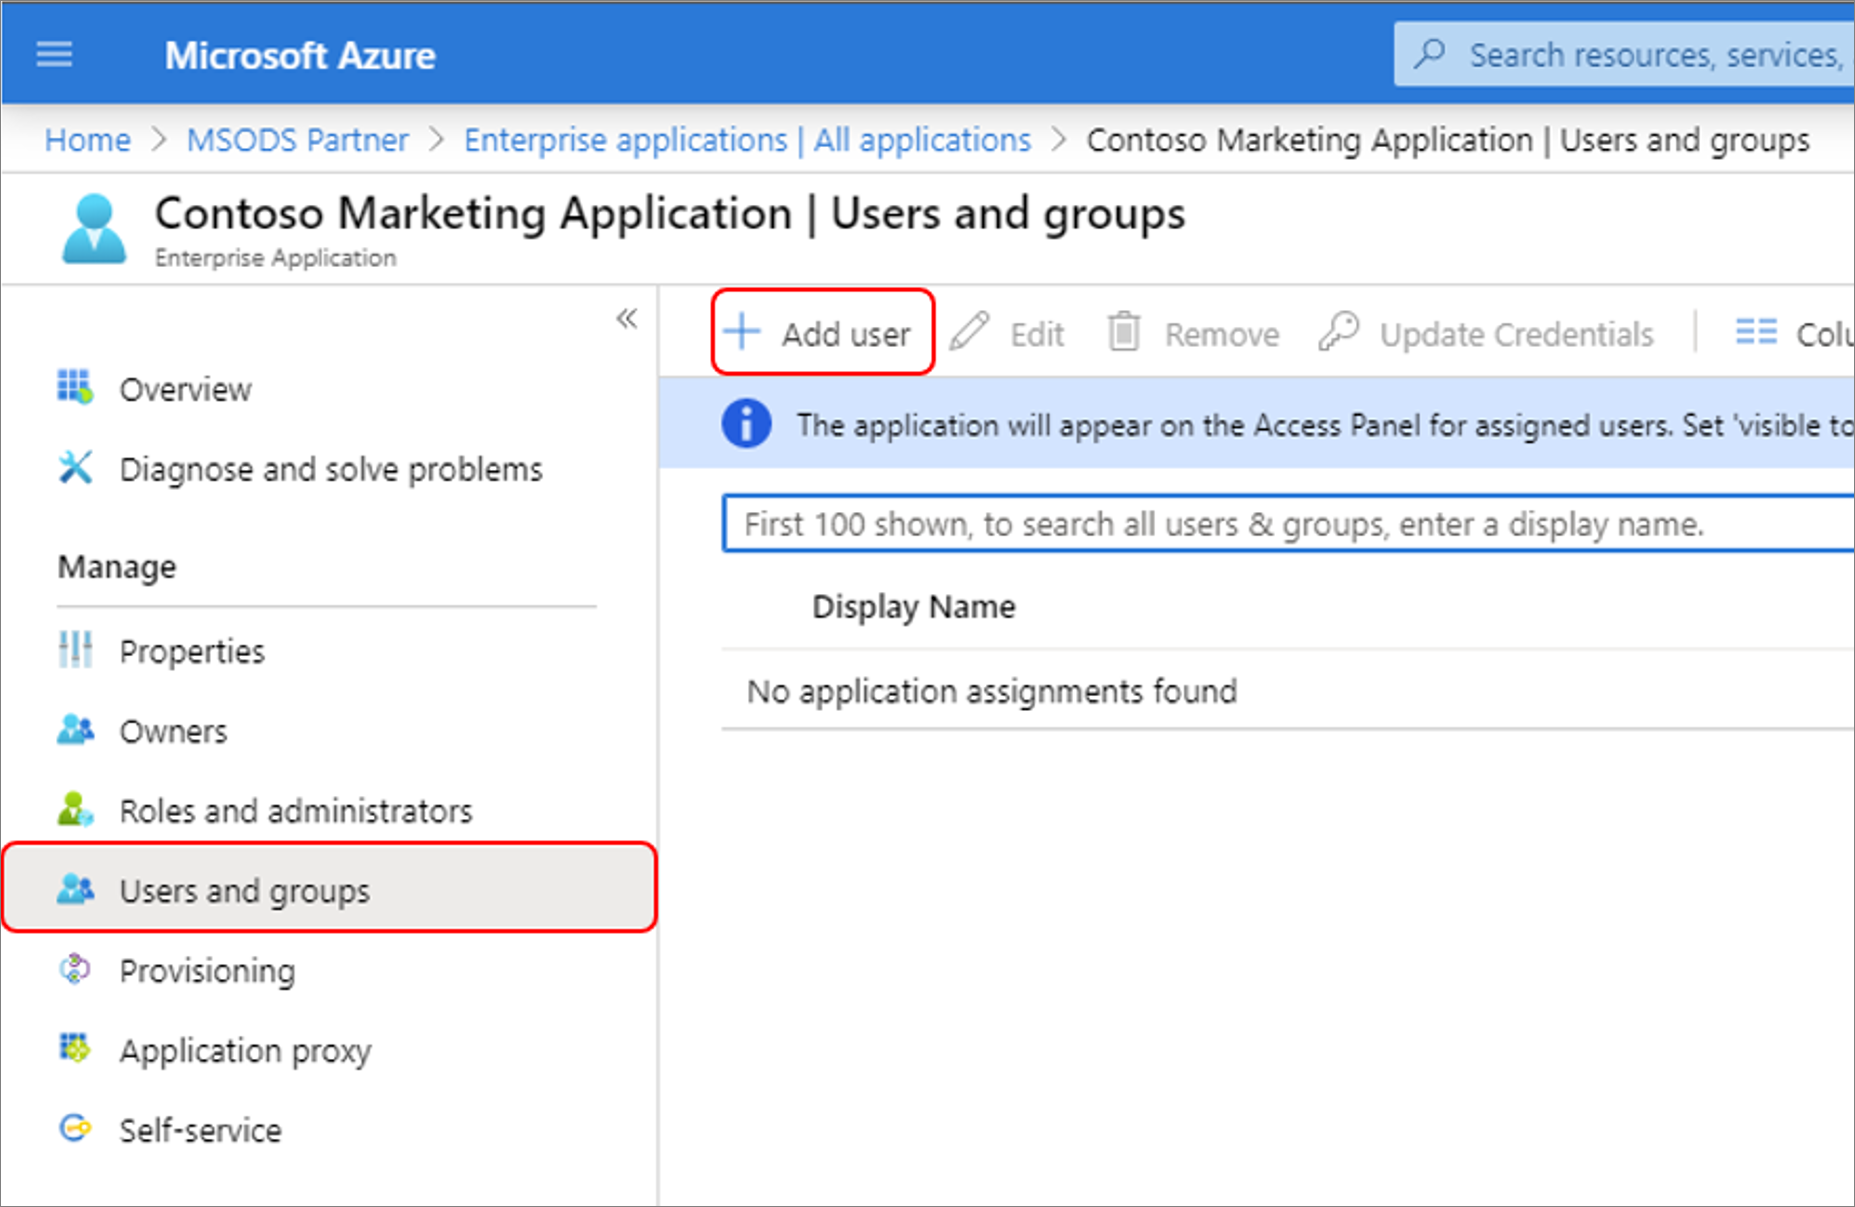 Microsoft Azure
Search resources, services,
Home > MSODS Partner > Enterprise applications | All applications > Contoso Marketing Application | Users and groups
Contoso Marketing Application | Users and groups
Enterprise Application
«
Overview
Diagnose and solve problems
Manage
Properties
Owners
Roles and administrators
Users and groups
Provisioning
Application proxy
Self-service
+ Add user
Edit
Remove
Update Credentials
The application will appear on the Access Panel for assigned users. Set 'visible to
First 100 shown, to search all users & groups, enter a display name.
Display Name
No application assignments found